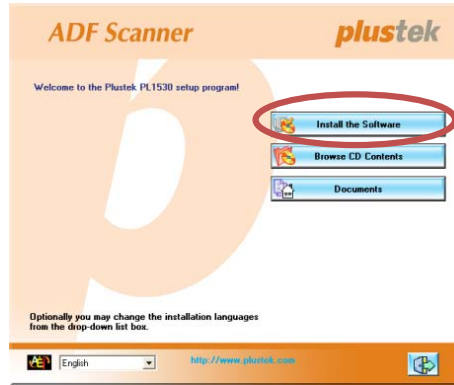 ADF Scanner
plustek
Welcome to the Plustek PL1530 setup program!
Install the Software
Browse CD Contents
Documents
Optionally you may change the installation languages
from the drop-down list box.
English
http://www.plustek.com